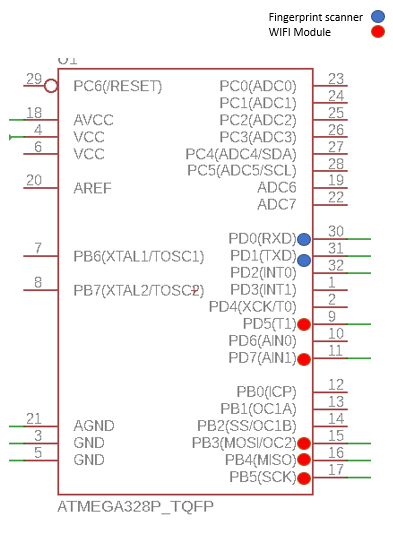 Fingerprint scanner
WIFI Module
U1
29 PC6(/RESET) PC0(ADC0) 23
PC1(ADC1) 24
18 AVCC PC2(ADC2) 25
4 VCC PC3(ADC3) 26
6 VCC PC4(ADC4/SDA) 27
PC5(ADC5/SCL) 28
20 AREF ADC6 19
ADC7 22
PD0(RXD) 30
7 PB6(XTAL1/TOSC1) PD1(TXD) 31
PD2(INT0) 32
8 PB7(XTAL2/TOSC2) PD3(INT1) 1
PD4(XCK/T0) 2
PD5(T1) 9
PD6(AIN0) 10
PD7(AIN1) 11
PB0(ICP) 12
PB1(OC1A) 13
21 AGND PB2(SS/OC1B) 14
3 GND PB3(MOSI/OC2) 15
5 GND PB4(MISO) 16
PB5(SCK) 17
ATMEGA328P_TQFP